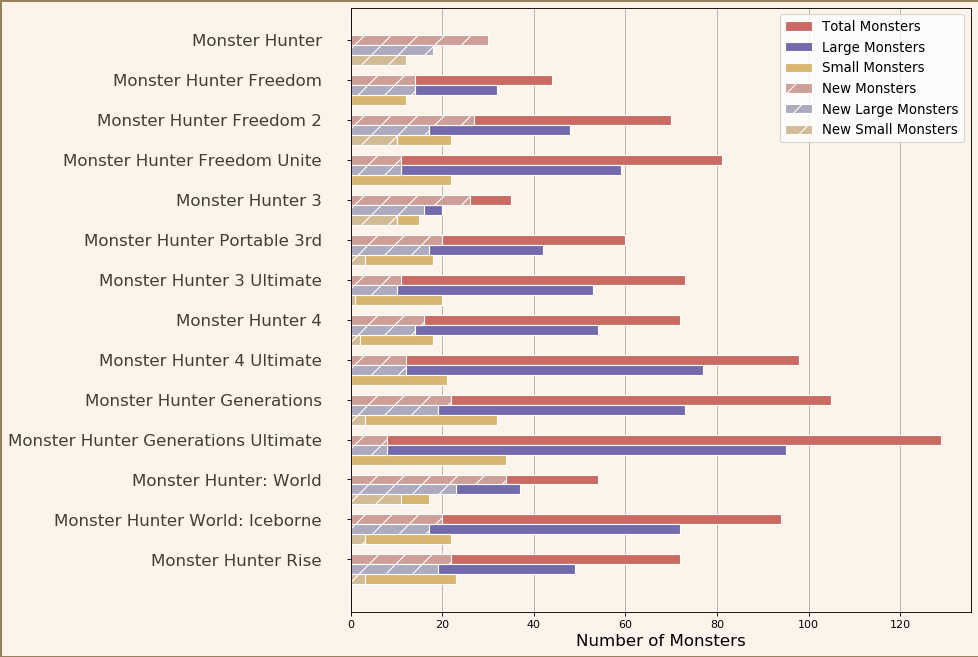 Monster Hunter
Monster Hunter Freedom
Monster Hunter Freedom 2
Monster Hunter Freedom Unite
Monster Hunter 3
Monster Hunter Portable 3rd
Monster Hunter 3 Ultimate
Monster Hunter 4
Monster Hunter 4 Ultimate
Monster Hunter Generations
Monster Hunter Generations Ultimate
Monster Hunter: World
Monster Hunter World: Iceborne
Monster Hunter Rise
Total Monsters
Large Monsters
Small Monsters
New Monsters
New Large Monsters
New Small Monsters
0 20 40 60 80 100 120
Number of Monsters